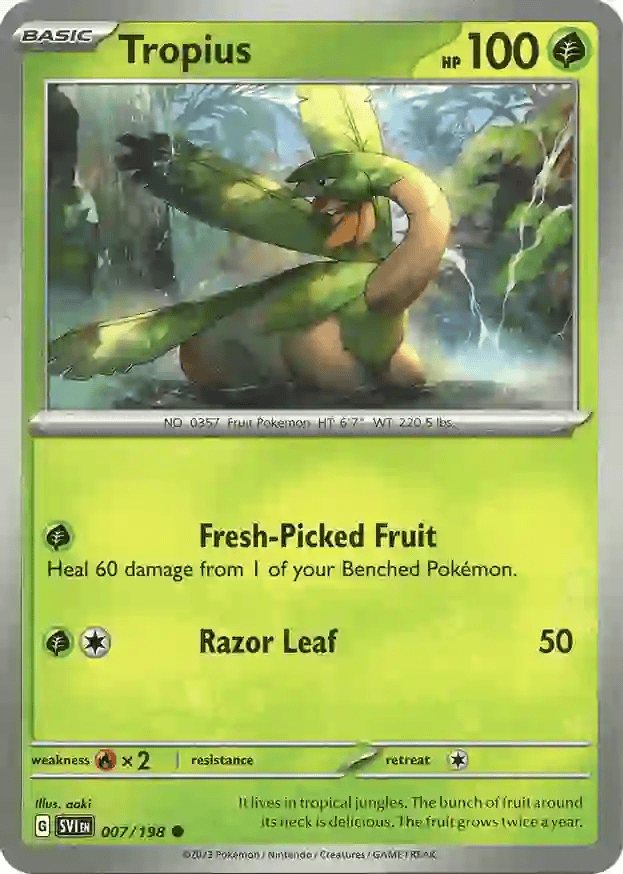 BASIC Tropius HP 100
NO. 0357 Fruit Pokémon HT 6'7" WT 220.5 lbs.
Fresh-Picked Fruit
Heal 60 damage from 1 of your Benched Pokémon.
Razor Leaf 50
weakness ×2 resistance retreat
Illus. aoki
It lives in tropical jungles. The bunch of fruit around
its neck is delicious. The fruit grows twice a year.
G SVI EN 007/198
©2023 Pokémon / Nintendo / Creatures / GAME FREAK